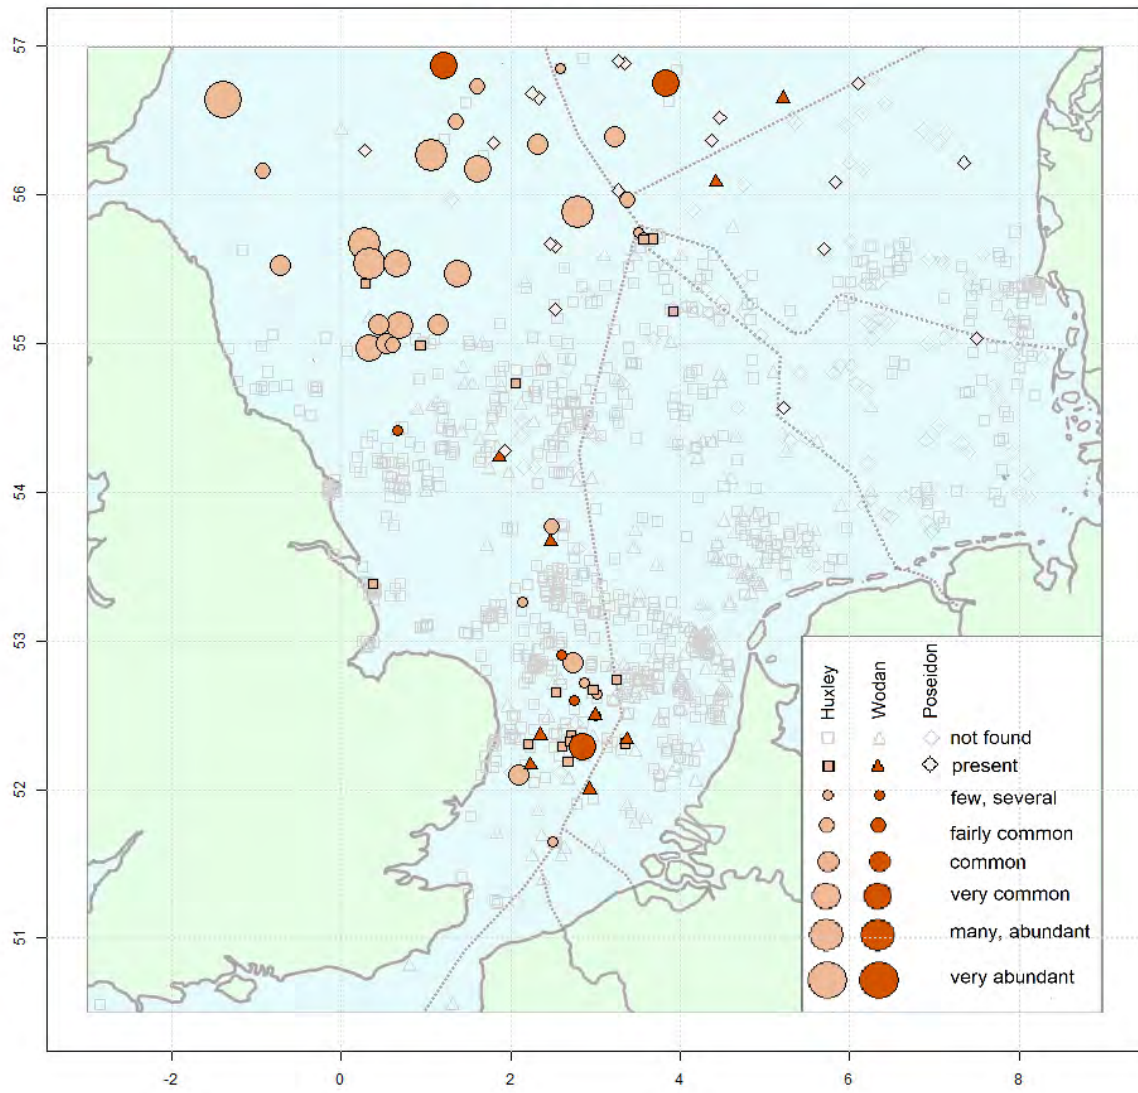 57
56
55
54
53
52
51
Huxley
Wodan
Poseidon
not found
present
few, several
fairly common
common
very common
many, abundant
very abundant
-2
0
2
4
6
8